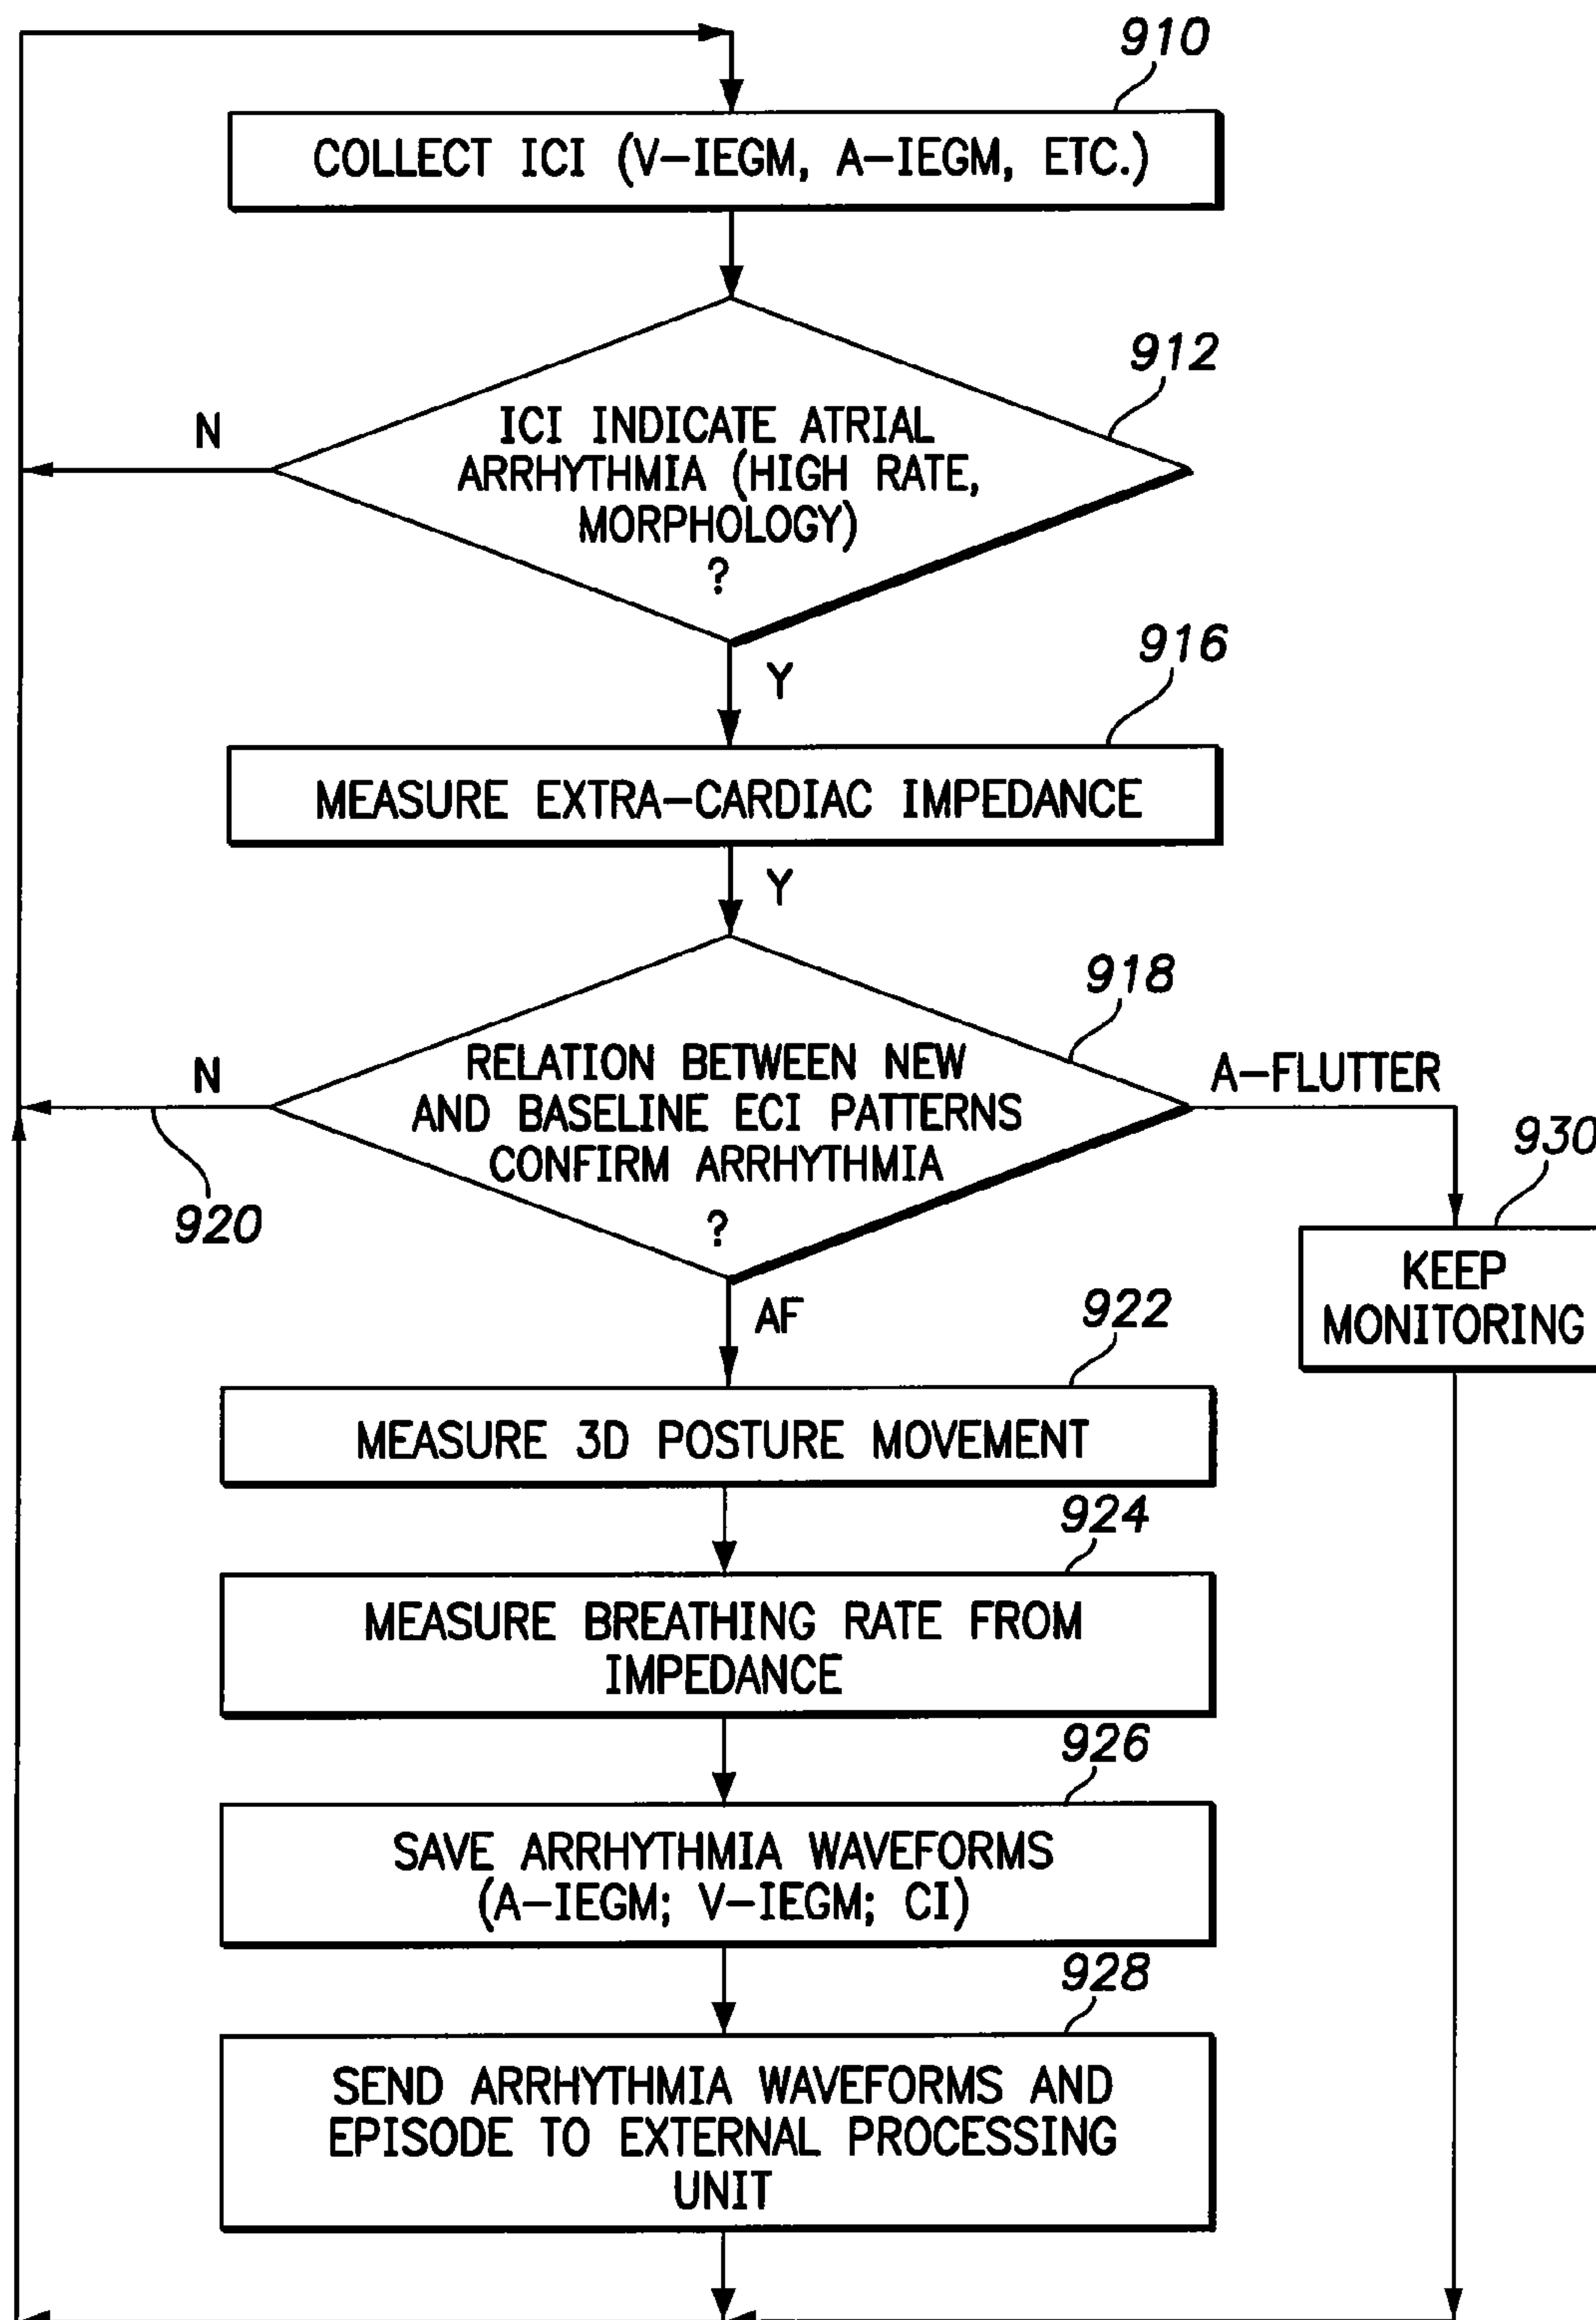 910
COLLECT ICI (V-IEGM, A-IEGM, ETC.)
912
ICI INDICATE ATRIAL
ARRHYTHMIA (HIGH RATE,
MORPHOLOGY)
?
N
Y
916
MEASURE EXTRA-CARDIAC IMPEDANCE
Y
918
RELATION BETWEEN NEW
AND BASELINE ECI PATTERNS
CONFIRM ARRHYTHMIA
?
N
920
A-FLUTTER
930
KEEP
MONITORING
AF
922
MEASURE 3D POSTURE MOVEMENT
924
MEASURE BREATHING RATE FROM
IMPEDANCE
926
SAVE ARRHYTHMIA WAVEFORMS
(A-IEGM; V-IEGM; CI)
928
SEND ARRHYTHMIA WAVEFORMS AND
EPISODE TO EXTERNAL PROCESSING
UNIT